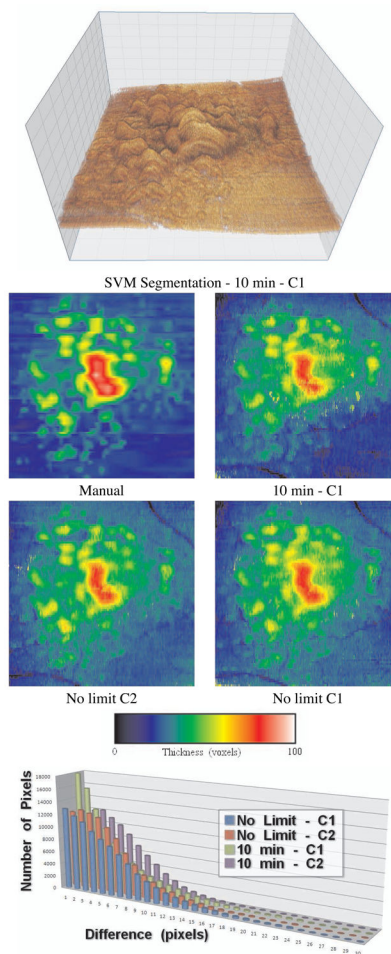 SVM Segmentation - 10 min - C1
Manual
10 min - C1
No limit C2
No limit C1
0
Thickness (voxels)
100
Number of Pixels
18000
16000
14000
12000
10000
8000
6000
4000
2000
0
No Limit - C1
No Limit - C2
10 min - C1
10 min - C2
1 2 3 4 5 6 7 8 9 10 11 12 13 14 15 16 17 18 19 20 21 22 23 24 25 26 27 28 29 30
Difference (pixels)